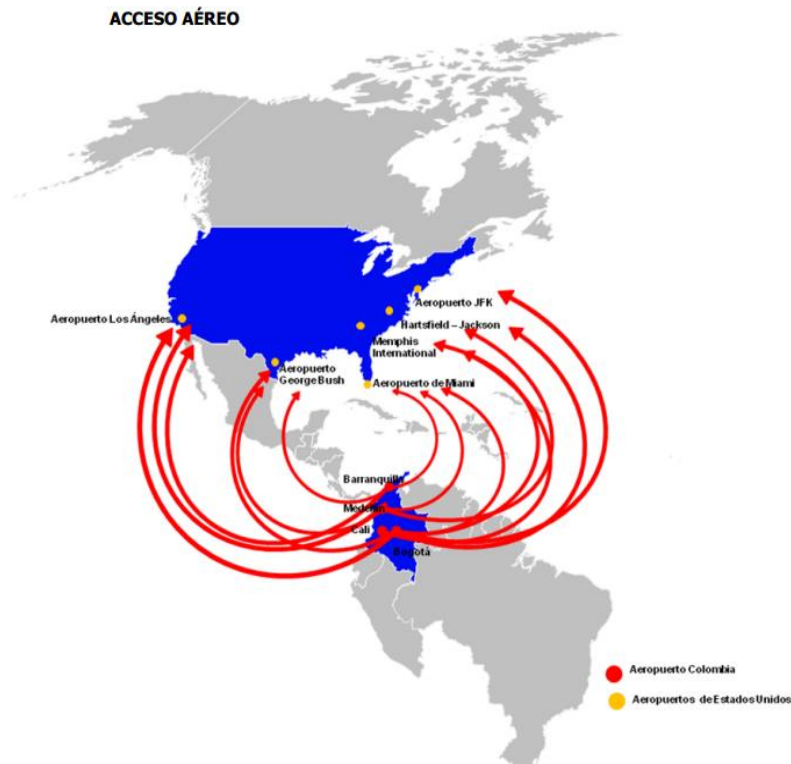 ACCESO AÉREO
Aeropuerto JFK
Aeropuerto Los Ángeles
Hartsfield – Jackson
Memphis
International
Aeropuerto
George Bush
Aeropuerto de Miami
Barranquilla
Medellín
Cali
Bogotá
Aeropuerto Colombia
Aeropuertos de Estados Unidos